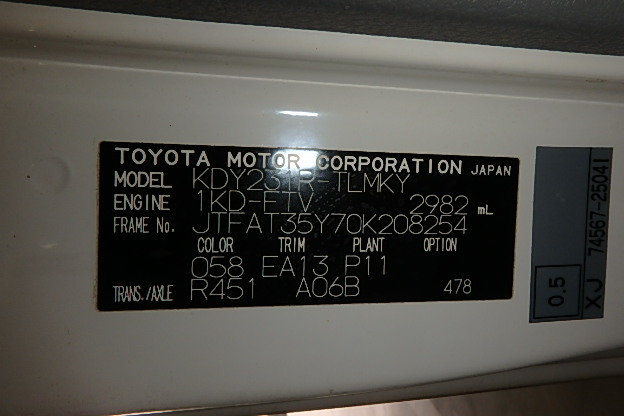 TOYOTA MOTOR CORPORATION JAPAN
MODEL KDY231R-TLMKY
ENGINE 1KD-FTV 2982 mL
FRAME No. JTFAT35Y70K208254
COLOR TRIM PLANT OPTION
058 EA13 P11
TRANS./AXLE R451 A06B 478
0.5
XJ 74567-25041